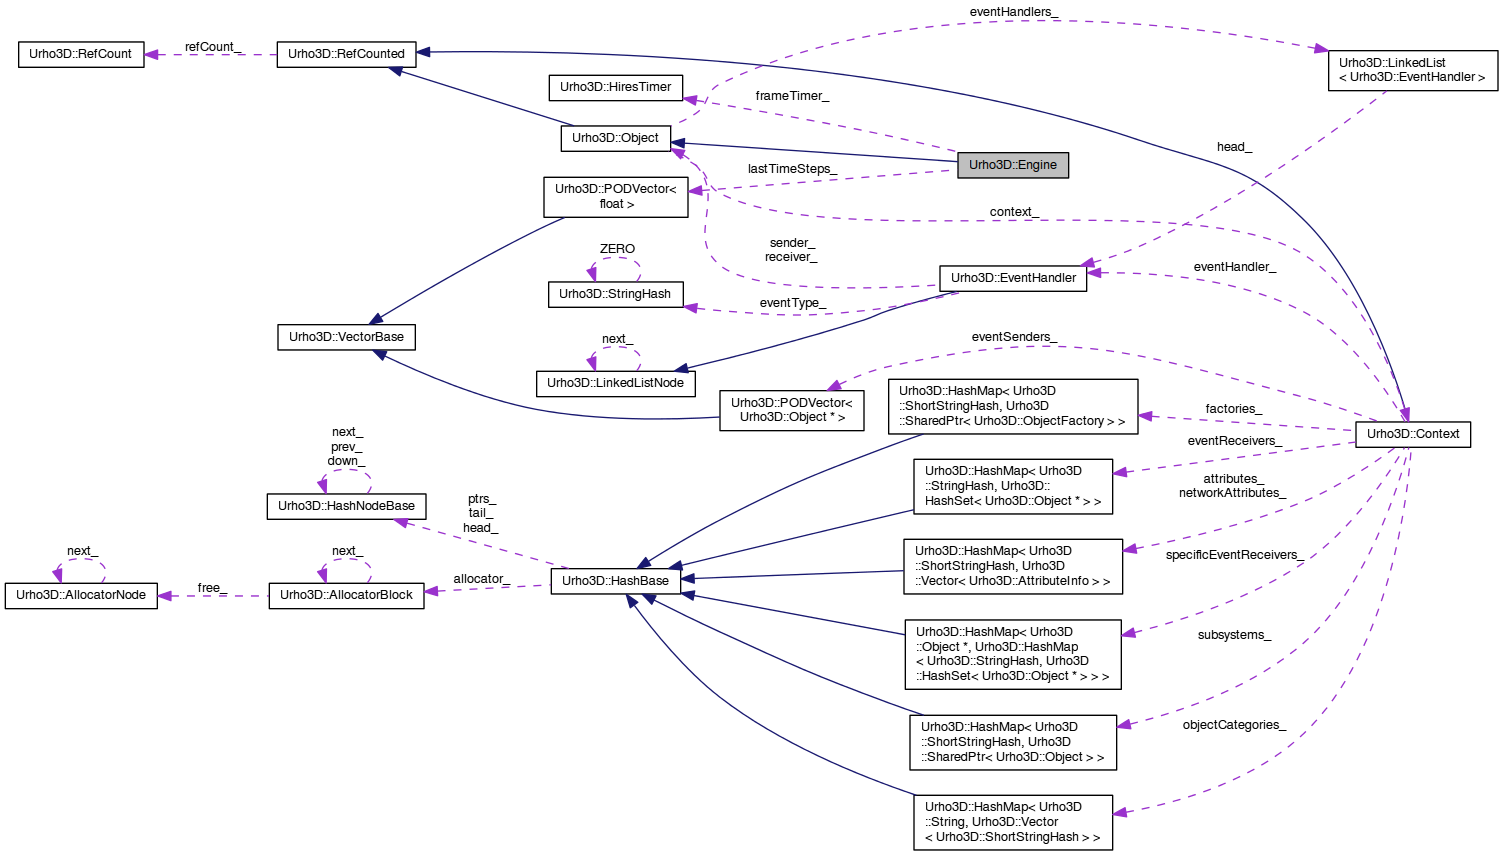 eventHandlers_
Urho3D::RefCount
refCount_
Urho3D::RefCounted
Urho3D::LinkedList
< Urho3D::EventHandler >
Urho3D::HiresTimer
frameTimer_
Urho3D::Object
head_
Urho3D::Engine
lastTimeSteps_
Urho3D::PODVector<
float >
context_
sender_
receiver_
ZERO
Urho3D::StringHash
Urho3D::EventHandler
eventHandler_
eventType_
Urho3D::VectorBase
next_
Urho3D::LinkedListNode
eventSenders_
Urho3D::PODVector<
Urho3D::Object * >
Urho3D::HashMap< Urho3D
::ShortStringHash, Urho3D
::SharedPtr< Urho3D::ObjectFactory > >
factories_
Urho3D::Context
eventReceivers_
next_
prev_
down_
Urho3D::HashNodeBase
ptrs_
tail_
head_
Urho3D::HashMap< Urho3D
::StringHash, Urho3D::
HashSet< Urho3D::Object * > >
attributes_
networkAttributes_
next_
Urho3D::AllocatorNode
free_
next_
Urho3D::AllocatorBlock
allocator_
Urho3D::HashBase
Urho3D::HashMap< Urho3D
::ShortStringHash, Urho3D
::Vector< Urho3D::AttributeInfo > >
specificEventReceivers_
Urho3D::HashMap< Urho3D
::Object *, Urho3D::HashMap
< Urho3D::StringHash, Urho3D
::HashSet< Urho3D::Object * > > >
subsystems_
Urho3D::HashMap< Urho3D
::ShortStringHash, Urho3D
::SharedPtr< Urho3D::Object > >
objectCategories_
Urho3D::HashMap< Urho3D
::String, Urho3D::Vector
< Urho3D::ShortStringHash > >